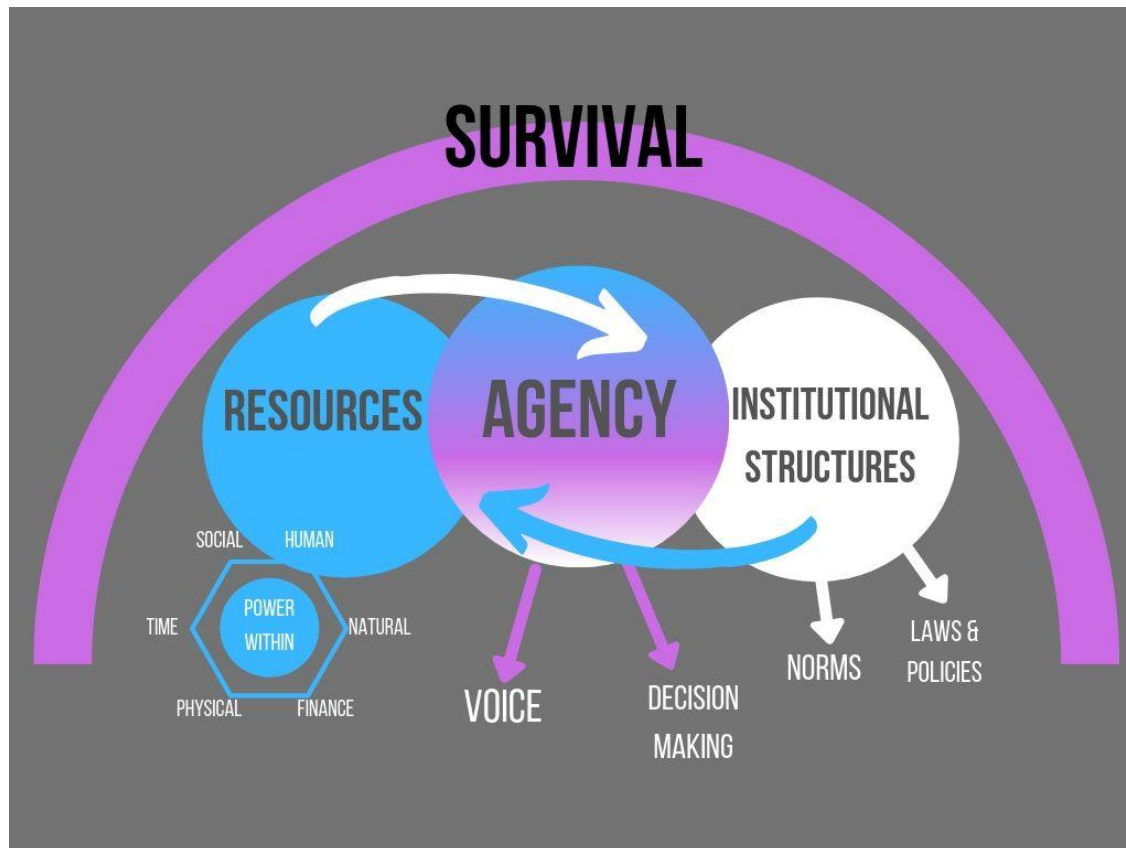 SURVIVAL
RESOURCES
AGENCY
INSTITUTIONAL
STRUCTURES
SOCIAL
HUMAN
TIME
POWER
WITHIN
NATURAL
PHYSICAL
FINANCE
VOICE
DECISION
MAKING
NORMS
LAWS &
POLICIES